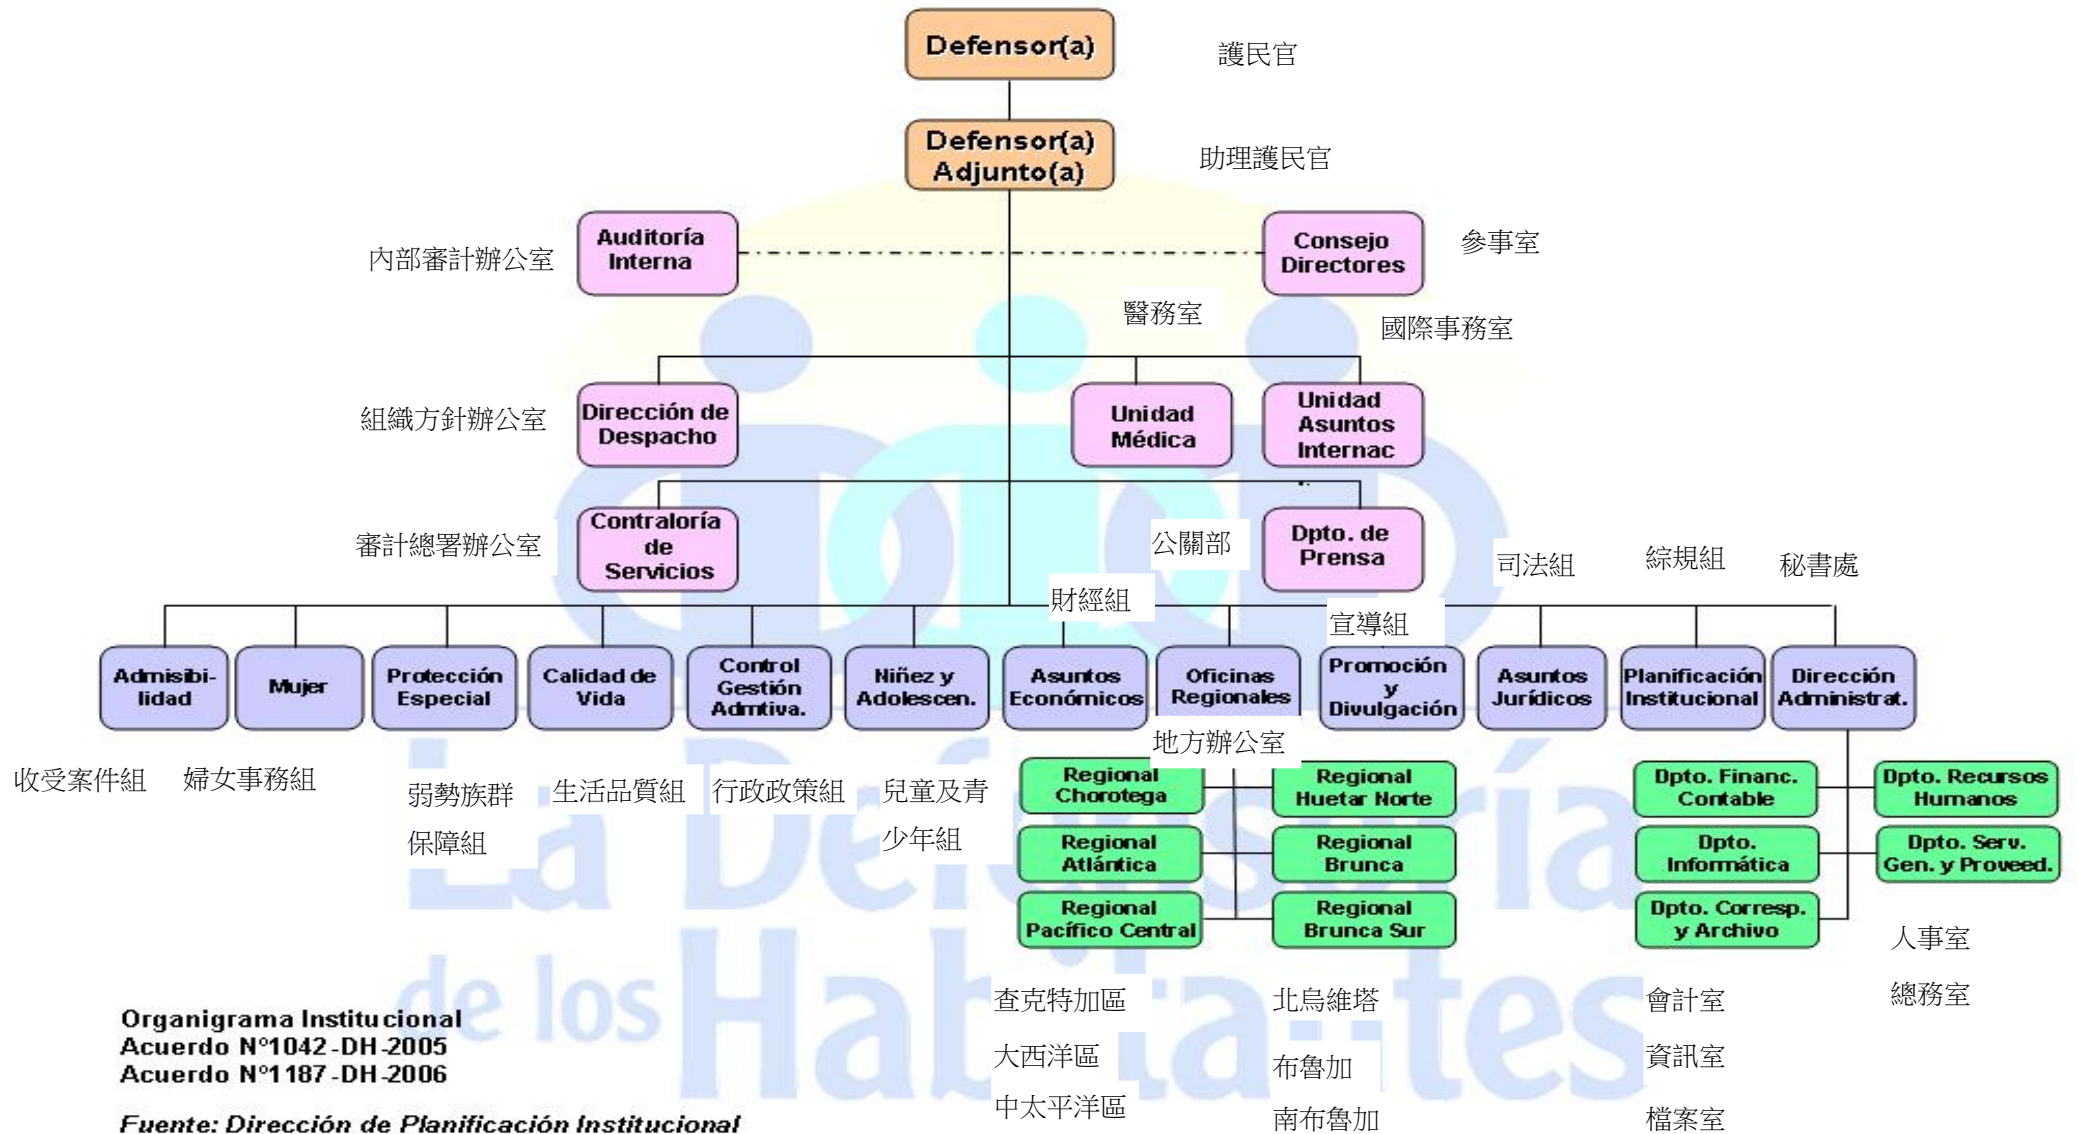 Defensor(a)
護民官
Defensor(a)
Adjunto(a)
助理護民官
內部審計辦公室
Auditoría
Interna
Consejo
Directores
參事室
醫務室
國際事務室
組織方針辦公室
Dirección de
Despacho
Unidad
Médica
Unidad
Asuntos
Internac
審計總署辦公室
Contraloría
de
Servicios
公關部
Dpto. de
Prensa
財經組
宣導組
司法組
綜規組
秘書處
Admisibi-
lidad
Mujer
Protección
Especial
Calidad de
Vida
Control
Gestión
Admtiva.
Niñez y
Adolescen.
Asuntos
Económicos
Oficinas
Regionales
Promoción
y
Divulgación
Asuntos
Jurídicos
Planificación
Institucional
Dirección
Administrat.
收受案件組
婦女事務組
弱勢族群
保障組
生活品質組
行政政策組
兒童及青
少年組
地方辦公室
Regional
Chorotega
Regional
Huetar Norte
Regional
Atlántica
Regional
Brunca
Regional
Pacífico Central
Regional
Brunca Sur
Dpto. Financ.
Contable
Dpto. Recursos
Humanos
Dpto.
Informática
Dpto. Serv.
Gen. y Proveed.
Dpto. Corresp.
y Archivo
人事室
總務室
查克特加區
北烏維塔
會計室
大西洋區
布魯加
資訊室
中太平洋區
南布魯加
檔案室
La Defensoría
de los Habitantes
Organigrama Institucional
Acuerdo Nº1042-DH-2005
Acuerdo Nº1187-DH-2006
Fuente: Dirección de Planificación Institucional